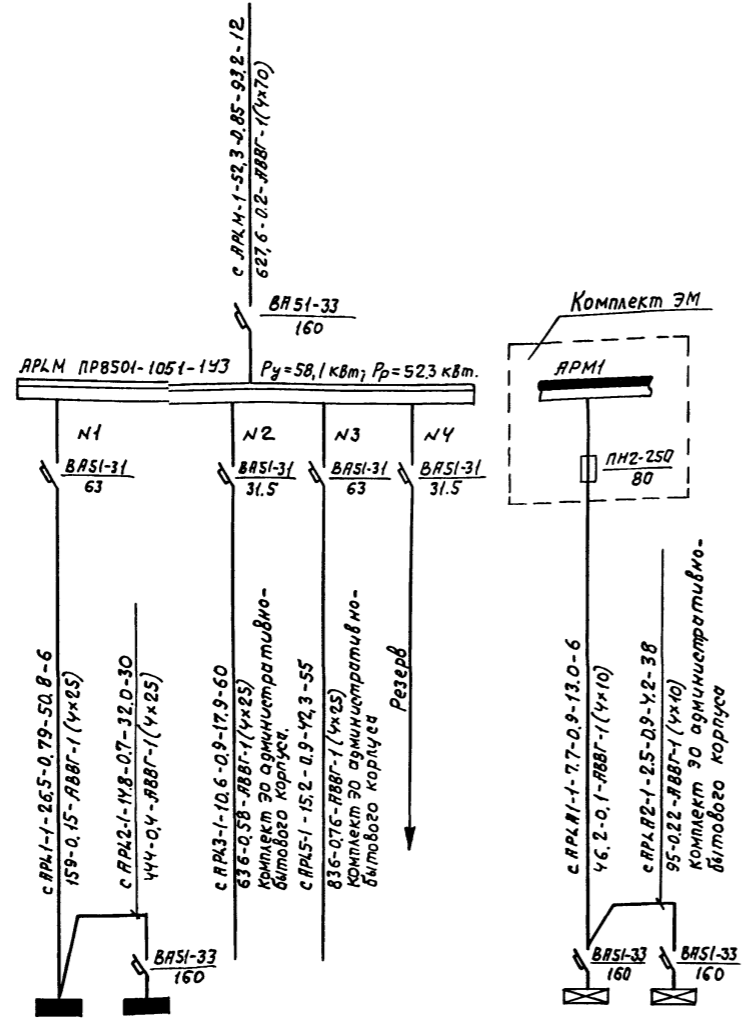 с APLM-1-52,3-0.85-93,2-12
627,6-0.2-АВВГ-1(4х70)
ВА51-33
160
Комплект ЭМ
APLM ПР8501-1051-1У3 Ру=58,1 кВт; Рр=52,3 кВт.
АРМ1
N1
N2
N3
N4
ВА51-31
63
ВА51-31
31.5
ВА51-31
63
ВА51-31
31.5
ПН2-250
80
с APL1-1-26,5-0,79-50,8-6
159-0,15-АВВГ-1(4х25)
с APL2-1-14,8-0.7-32.0-30
444-0,4-АВВГ-1(4х25)
с APL3-1-10,6-0.9-17,9-60
636-0,58-АВВГ-1(4х25)
Комплект ЭО административно-
бытового корпуса.
с APL5-1-15,2-0.9-42,3-55
836-0,76-АВВГ-1(4х25)
Комплект ЭО административно-
бытового корпуса
Резерв
с APLA1-1-7.7-0.9-13.0-6
46,2-0,1-АВВГ-1(4х10)
с APLA2-1-2.5-0.9-4.2-38
95-0,22-АВВГ-1(4х10)
Комплект ЭО административно-
бытового корпуса
ВА51-33
160
ВА51-33
160
ВА51-33
160